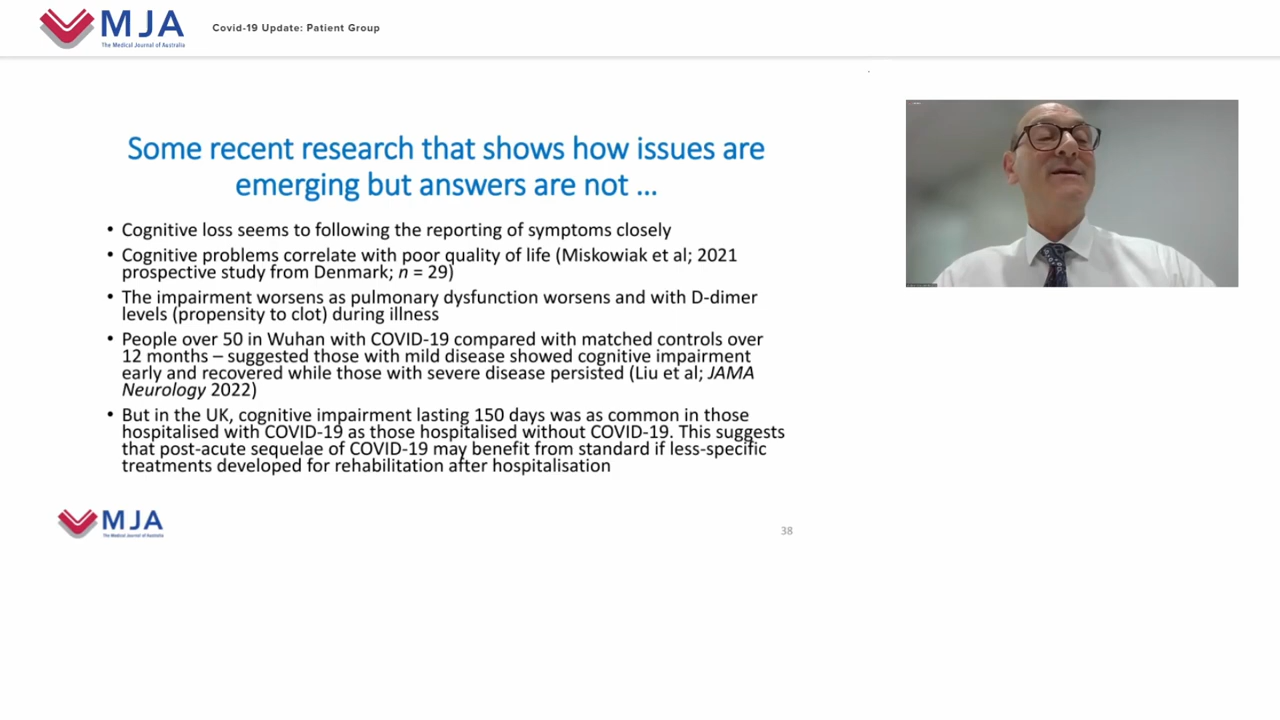 MJA
The Medical Journal of Australia
Covid-19 Update: Patient Group
Some recent research that shows how issues are
emerging but answers are not ...
• Cognitive loss seems to following the reporting of symptoms closely
• Cognitive problems correlate with poor quality of life (Miskowiak et al; 2021
prospective study from Denmark; n = 29)
• The impairment worsens as pulmonary dysfunction worsens and with D-dimer
levels (propensity to clot) during illness
• People over 50 in Wuhan with COVID-19 compared with matched controls over
12 months – suggested those with mild disease showed cognitive impairment
early and recovered while those with severe disease persisted (Liu et al; JAMA
Neurology 2022)
• But in the UK, cognitive impairment lasting 150 days was as common in those
hospitalised with COVID-19 as those hospitalised without COVID-19. This suggests
that post-acute sequelae of COVID-19 may benefit from standard if less-specific
treatments developed for rehabilitation after hospitalisation
MJA
The Medical Journal of Australia
38